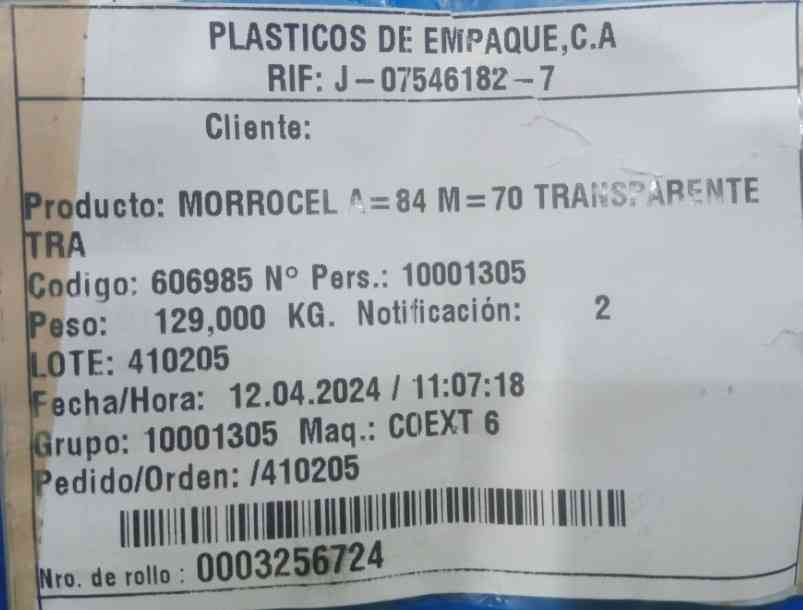 PLASTICOS DE EMPAQUE,C.A
RIF: J-07546182-7
Cliente:
Producto: MORROCEL A=84 M=70 TRANSPARENTE
TRA
Codigo: 606985 N° Pers.: 10001305
Peso: 129,000 KG. Notificación: 2
LOTE: 410205
Fecha/Hora: 12.04.2024 / 11:07:18
Grupo: 10001305 Maq.: COEXT 6
Pedido/Orden: /410205
Nro. de rollo : 0003256724